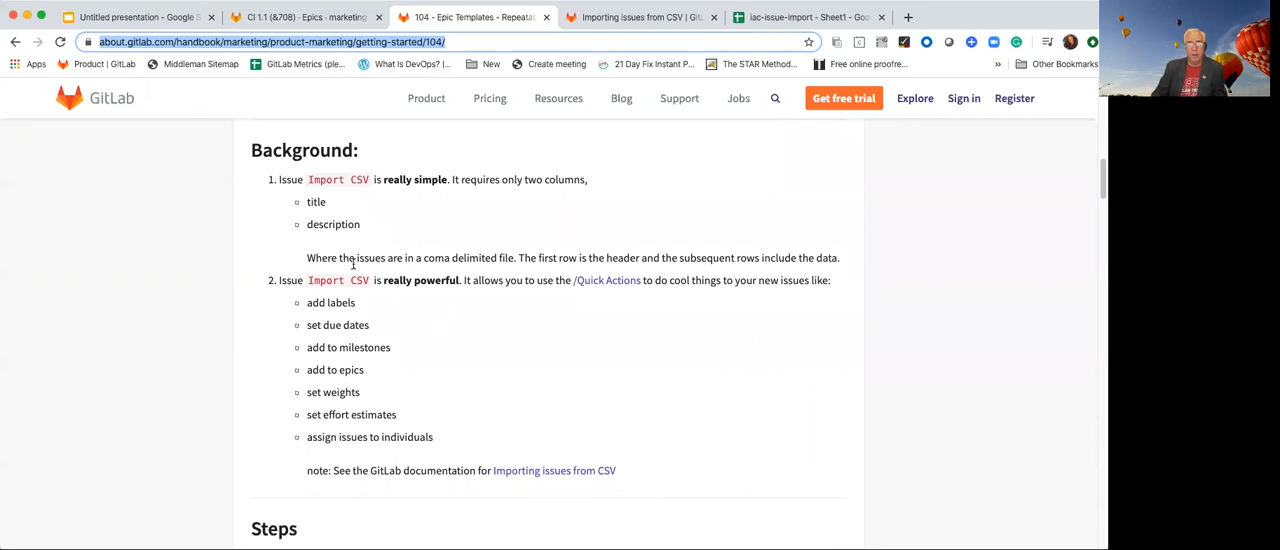 Untitled presentation - Google S
CI 1.1 (&708) · Epics · marketing
104 - Epic Templates - Repeatab
Importing issues from CSV | GitL
iac-issue-import - Sheet1 - Goo
about.gitlab.com/handbook/marketing/product-marketing/getting-started/104/
Apps
Product | GitLab
Middleman Sitemap
GitLab Metrics (ple...
What Is DevOps? |...
New
Create meeting
21 Day Fix Instant P...
The STAR Method...
Free online proofre...
»
Other Bookmarks
GitLab
Product
Pricing
Resources
Blog
Support
Jobs
Get free trial
Explore
Sign in
Register
Background:
1. Issue Import CSV is really simple. It requires only two columns,
title
description
Where the issues are in a coma delimited file. The first row is the header and the subsequent rows include the data.
2. Issue Import CSV is really powerful. It allows you to use the /Quick Actions to do cool things to your new issues like:
add labels
set due dates
add to milestones
add to epics
set weights
set effort estimates
assign issues to individuals
note: See the GitLab documentation for Importing issues from CSV
Steps